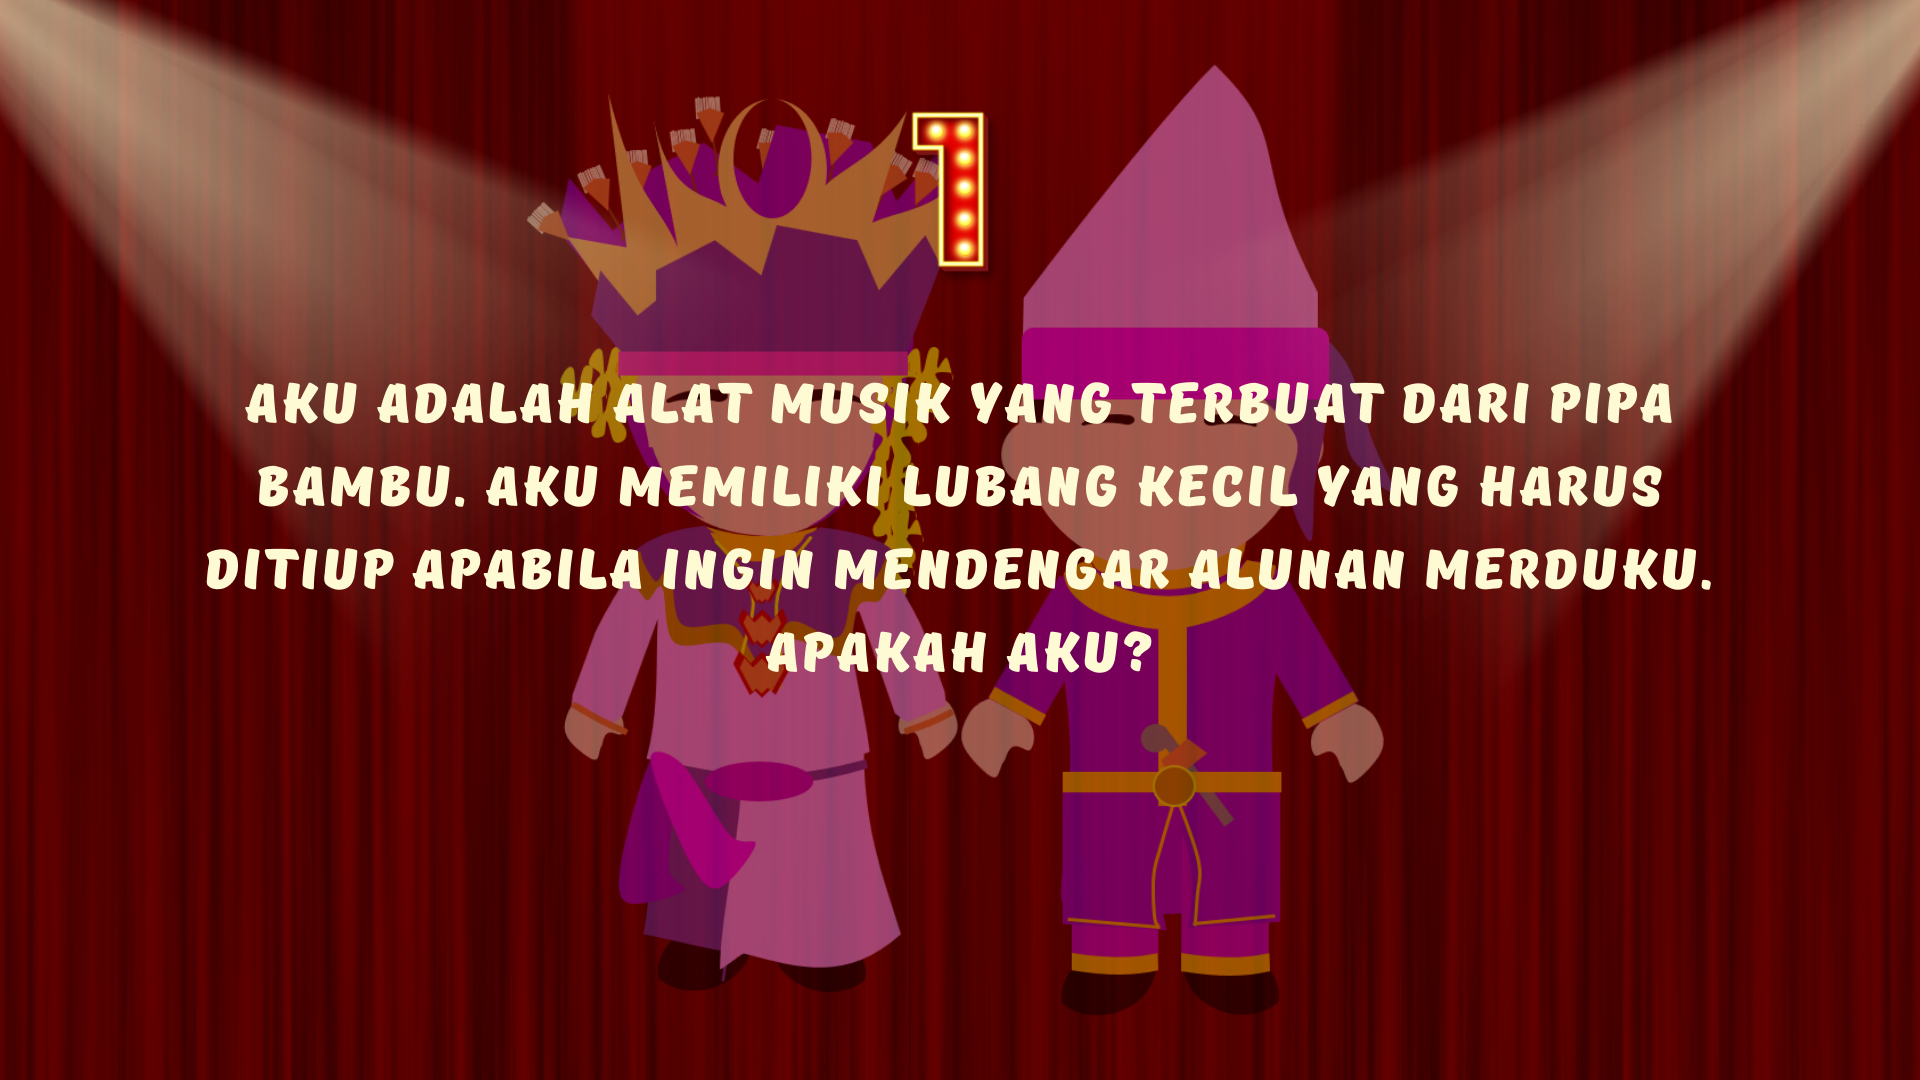 1
AKU ADALAH ALAT MUSIK YANG TERBUAT DARI PIPA
BAMBU. AKU MEMILIKI LUBANG KECIL YANG HARUS
DITIUP APABILA INGIN MENDENGAR ALUNAN MERDUKU.
APAKAH AKU?